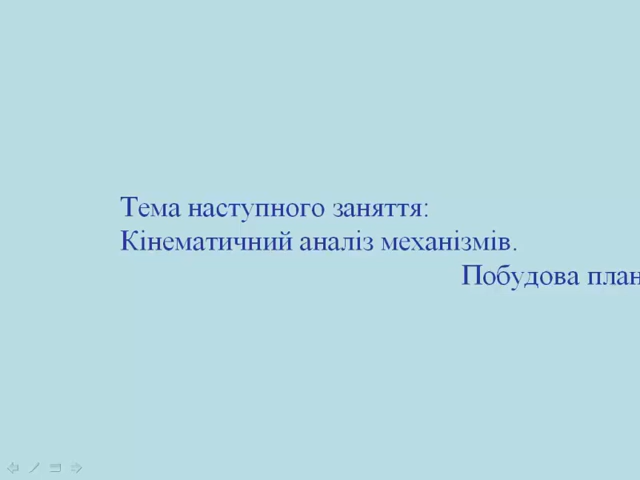 Тема наступного заняття:
Кінематичний аналіз механізмів.
Побудова план